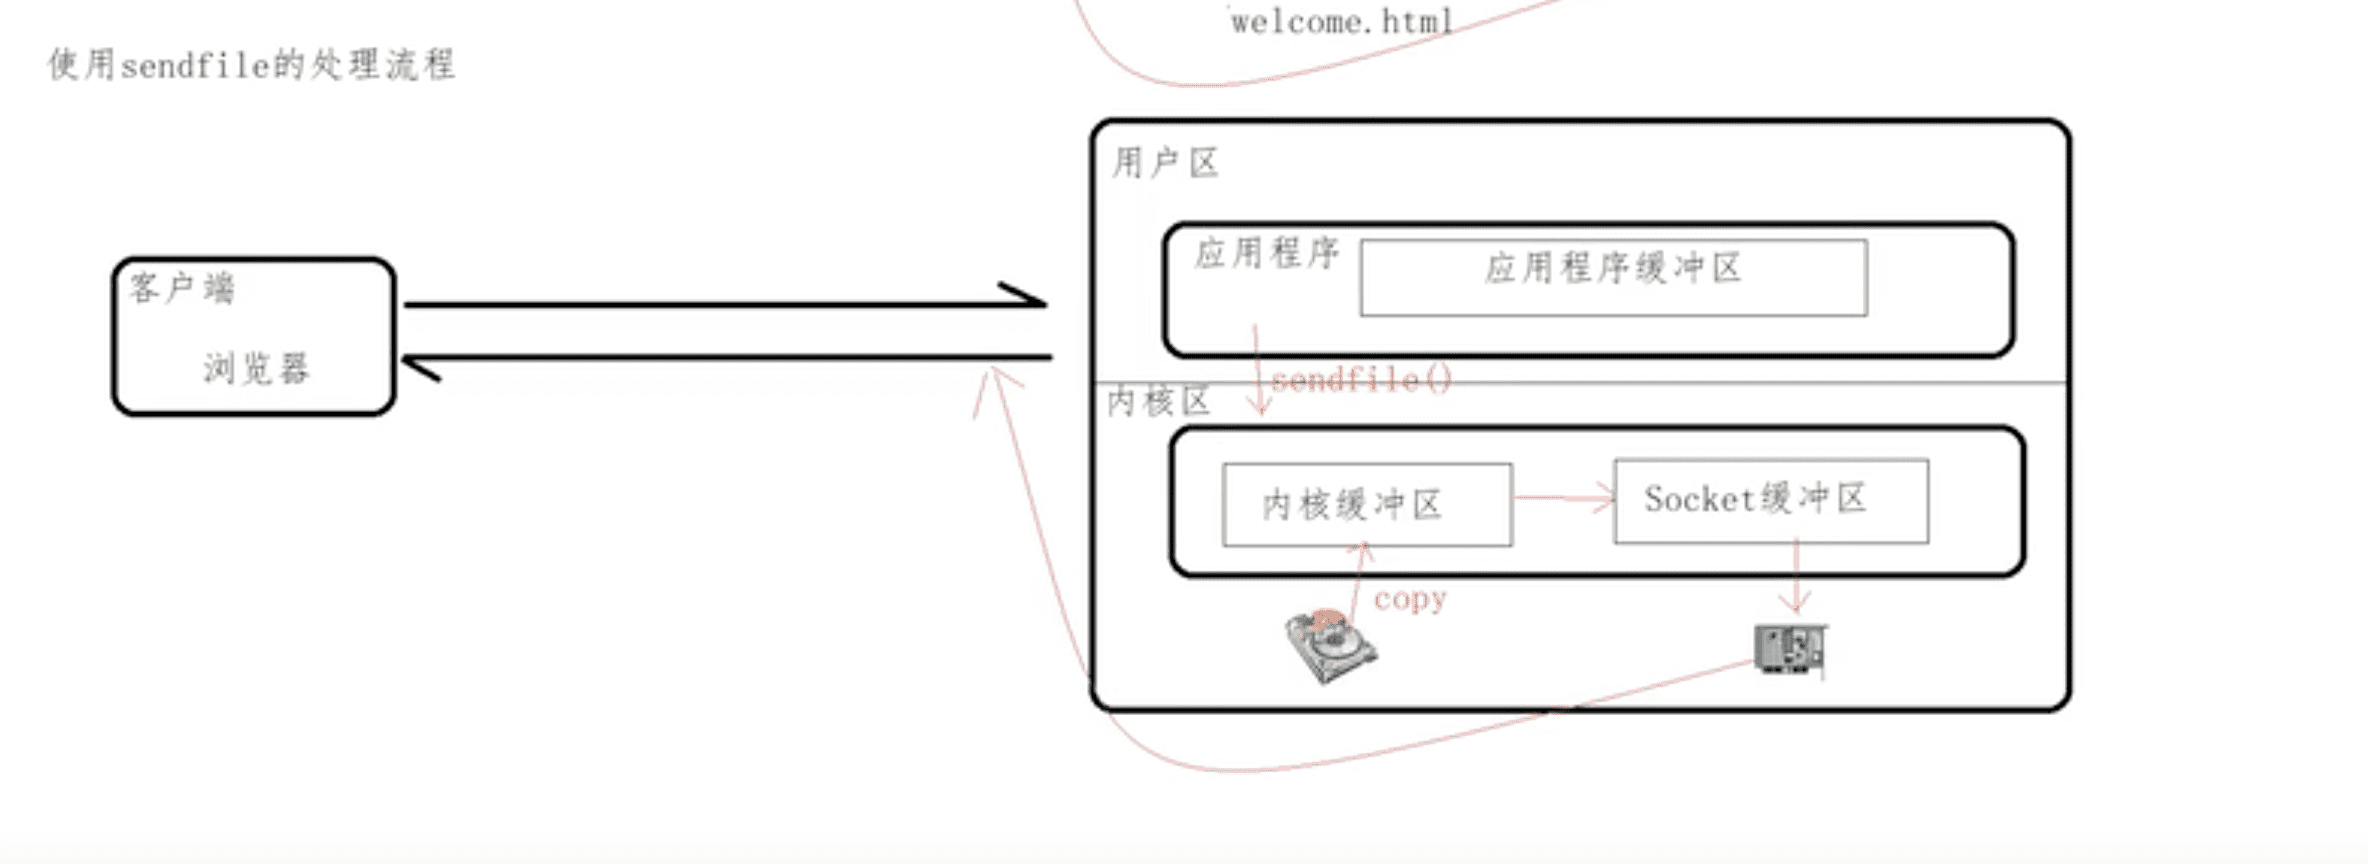 welcome.html
使用sendfile的处理流程
用户区
应用程序
应用程序缓冲区
客户端
浏览器
sendfile()
内核区
内核缓冲区
Socket缓冲区
copy